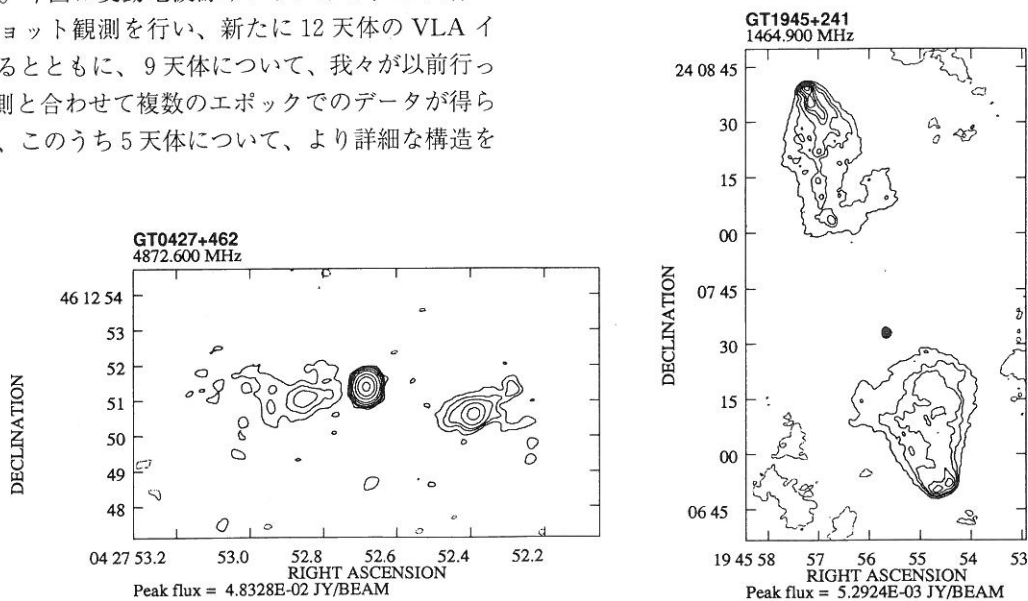 ョット観測を行い、新たに 12 天体の VLA イ
るとともに、9 天体について、我々が以前行っ
測と合わせて複数のエポックでのデータが得ら
、このうち 5 天体について、より詳細な構造を
GT0427+462
4872.600 MHz
DECLINATION
46 12 54
53
52
51
50
49
48
04 27 53.2
53.0
52.8
52.6
52.4
52.2
RIGHT ASCENSION
Peak flux = 4.8328E-02 JY/BEAM
GT1945+241
1464.900 MHz
DECLINATION
24 08 45
30
15
00
07 45
30
15
00
06 45
19 45 58
57
56
55
54
53
RIGHT ASCENSION
Peak flux = 5.2924E-03 JY/BEAM